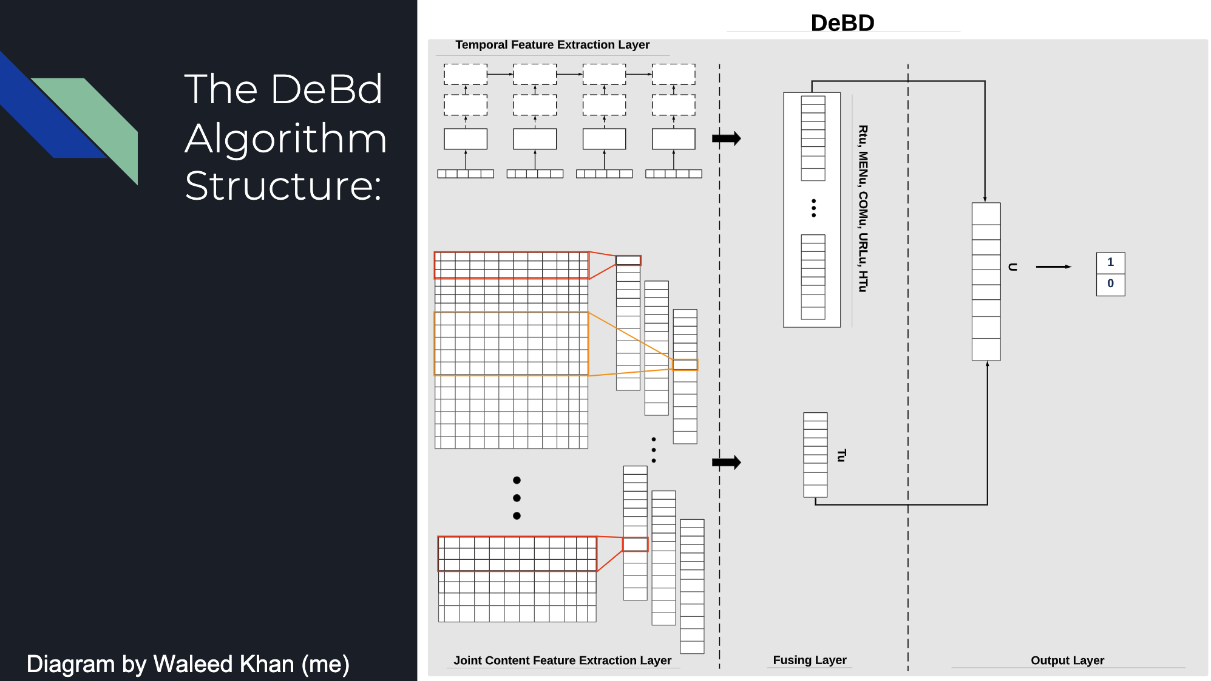 The DeBd
Algorithm
Structure:
Diagram by Waleed Khan (me)
DeBD
Temporal Feature Extraction Layer
Rtu, MENu, COMu, URLu, HTu
U
1
0
Tu
Joint Content Feature Extraction Layer
Fusing Layer
Output Layer